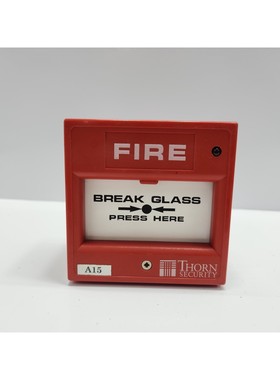 FIRE
BREAK GLASS
PRESS HERE
A15
THORN
SECURITY